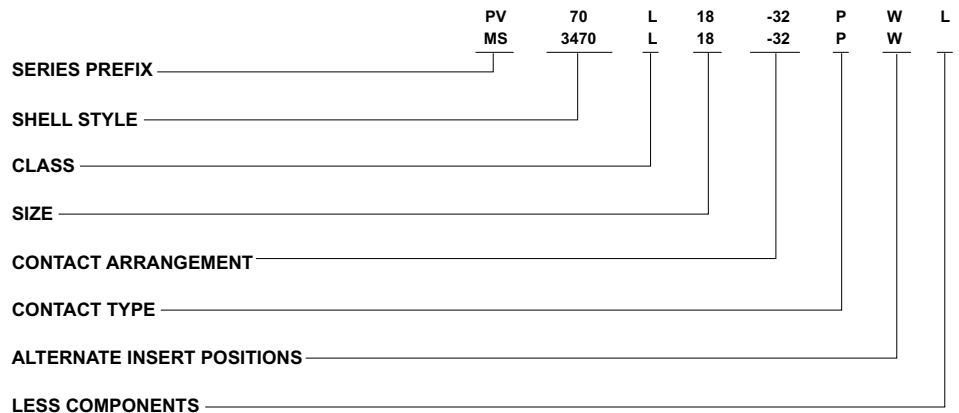 PV 70 L 18 -32 P W L
MS 3470 L 18 -32 P W
SERIES PREFIX
SHELL STYLE
CLASS
SIZE
CONTACT ARRANGEMENT
CONTACT TYPE
ALTERNATE INSERT POSITIONS
LESS COMPONENTS